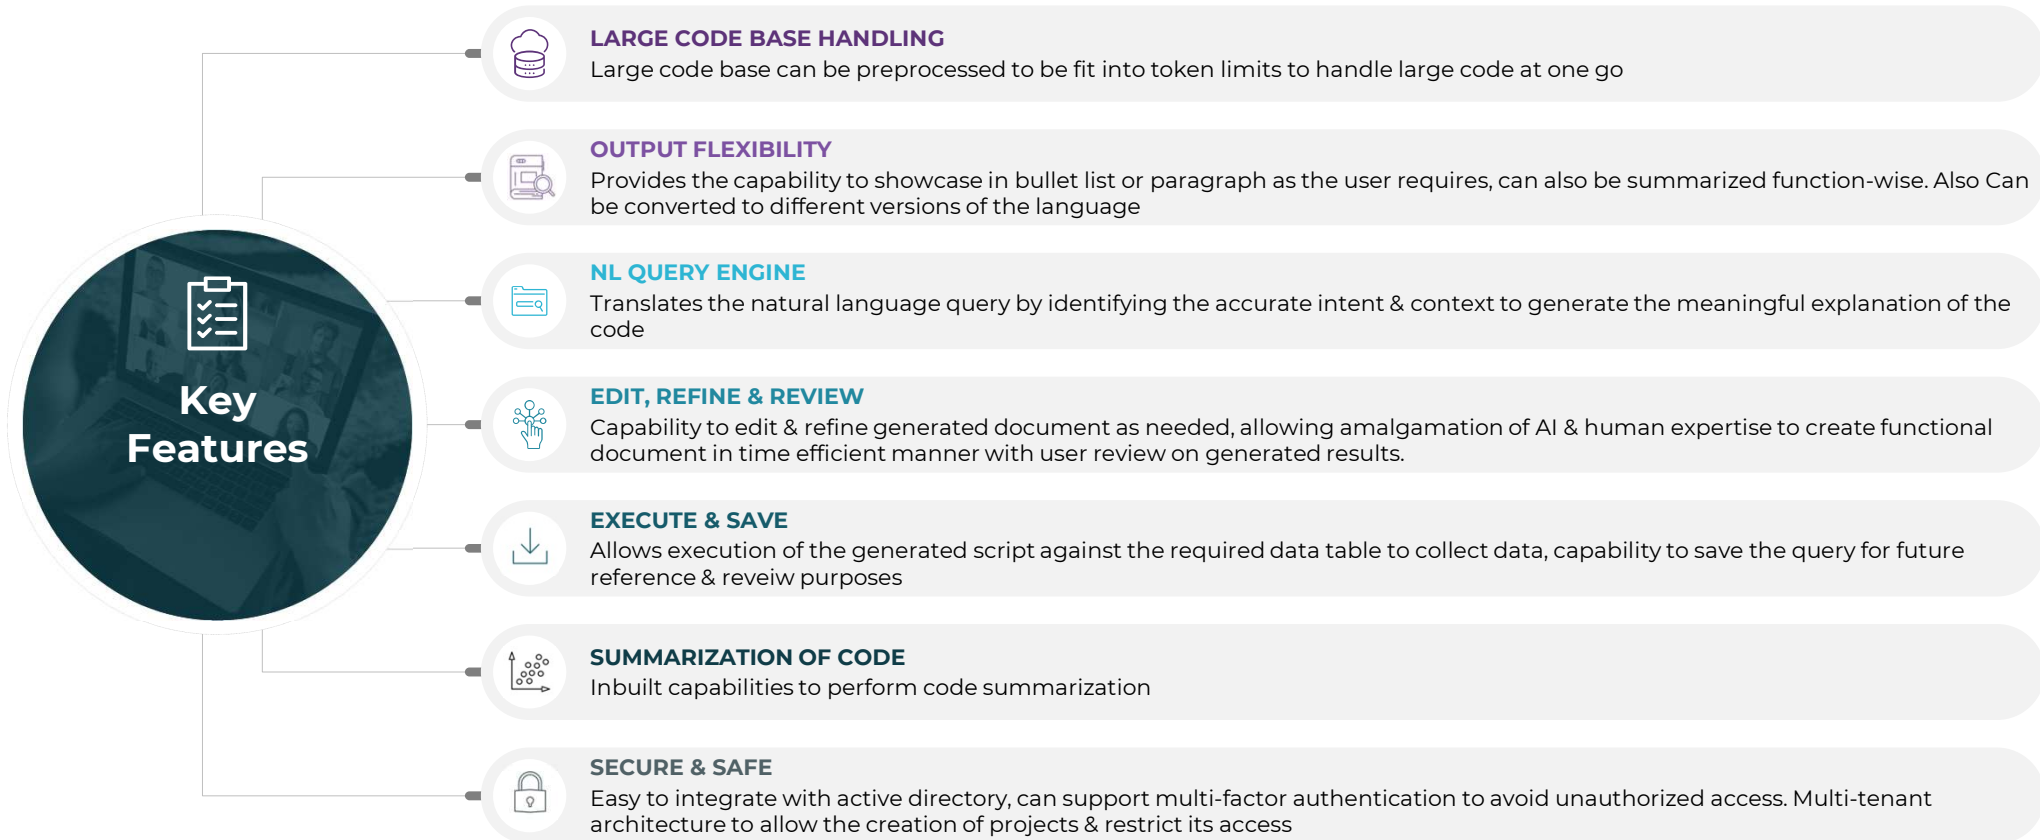 LARGE CODE BASE HANDLING
Large code base can be preprocessed to be fit into token limits to handle large code at one go
OUTPUT FLEXIBILITY
Provides the capability to showcase in bullet list or paragraph as the user requires, can also be summarized function-wise. Also Can
be converted to different versions of the language
NL QUERY ENGINE
Translates the natural language query by identifying the accurate intent & context to generate the meaningful explanation of the
code
Key
Features
EDIT, REFINE & REVIEW
Capability to edit & refine generated document as needed, allowing amalgamation of AI & human expertise to create functional
document in time efficient manner with user review on generated results.
EXECUTE & SAVE
Allows execution of the generated script against the required data table to collect data, capability to save the query for future
reference & reveiw purposes
SUMMARIZATION OF CODE
Inbuilt capabilities to perform code summarization
SECURE & SAFE
Easy to integrate with active directory, can support multi-factor authentication to avoid unauthorized access. Multi-tenant
architecture to allow the creation of projects & restrict its access